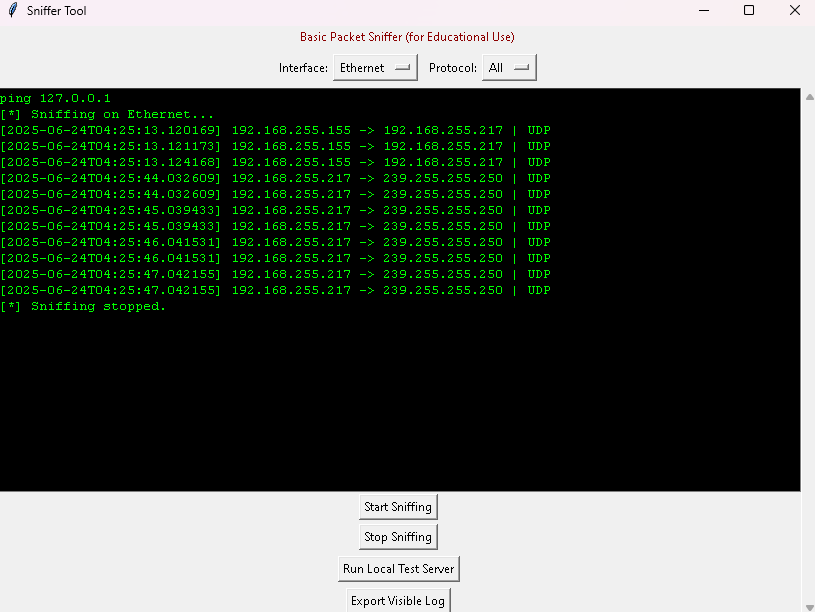 Sniffer Tool
Basic Packet Sniffer (for Educational Use)
Interface: Ethernet Protocol: All
ping 127.0.0.1
[*] Sniffing on Ethernet...
[2025-06-24T04:25:13.120169] 192.168.255.155 -> 192.168.255.217 | UDP
[2025-06-24T04:25:13.121173] 192.168.255.155 -> 192.168.255.217 | UDP
[2025-06-24T04:25:13.124168] 192.168.255.155 -> 192.168.255.217 | UDP
[2025-06-24T04:25:44.032609] 192.168.255.217 -> 239.255.255.250 | UDP
[2025-06-24T04:25:44.032609] 192.168.255.217 -> 239.255.255.250 | UDP
[2025-06-24T04:25:45.039433] 192.168.255.217 -> 239.255.255.250 | UDP
[2025-06-24T04:25:45.039433] 192.168.255.217 -> 239.255.255.250 | UDP
[2025-06-24T04:25:46.041531] 192.168.255.217 -> 239.255.255.250 | UDP
[2025-06-24T04:25:46.041531] 192.168.255.217 -> 239.255.255.250 | UDP
[2025-06-24T04:25:47.042155] 192.168.255.217 -> 239.255.255.250 | UDP
[2025-06-24T04:25:47.042155] 192.168.255.217 -> 239.255.255.250 | UDP
[*] Sniffing stopped.
Start Sniffing
Stop Sniffing
Run Local Test Server
Export Visible Log